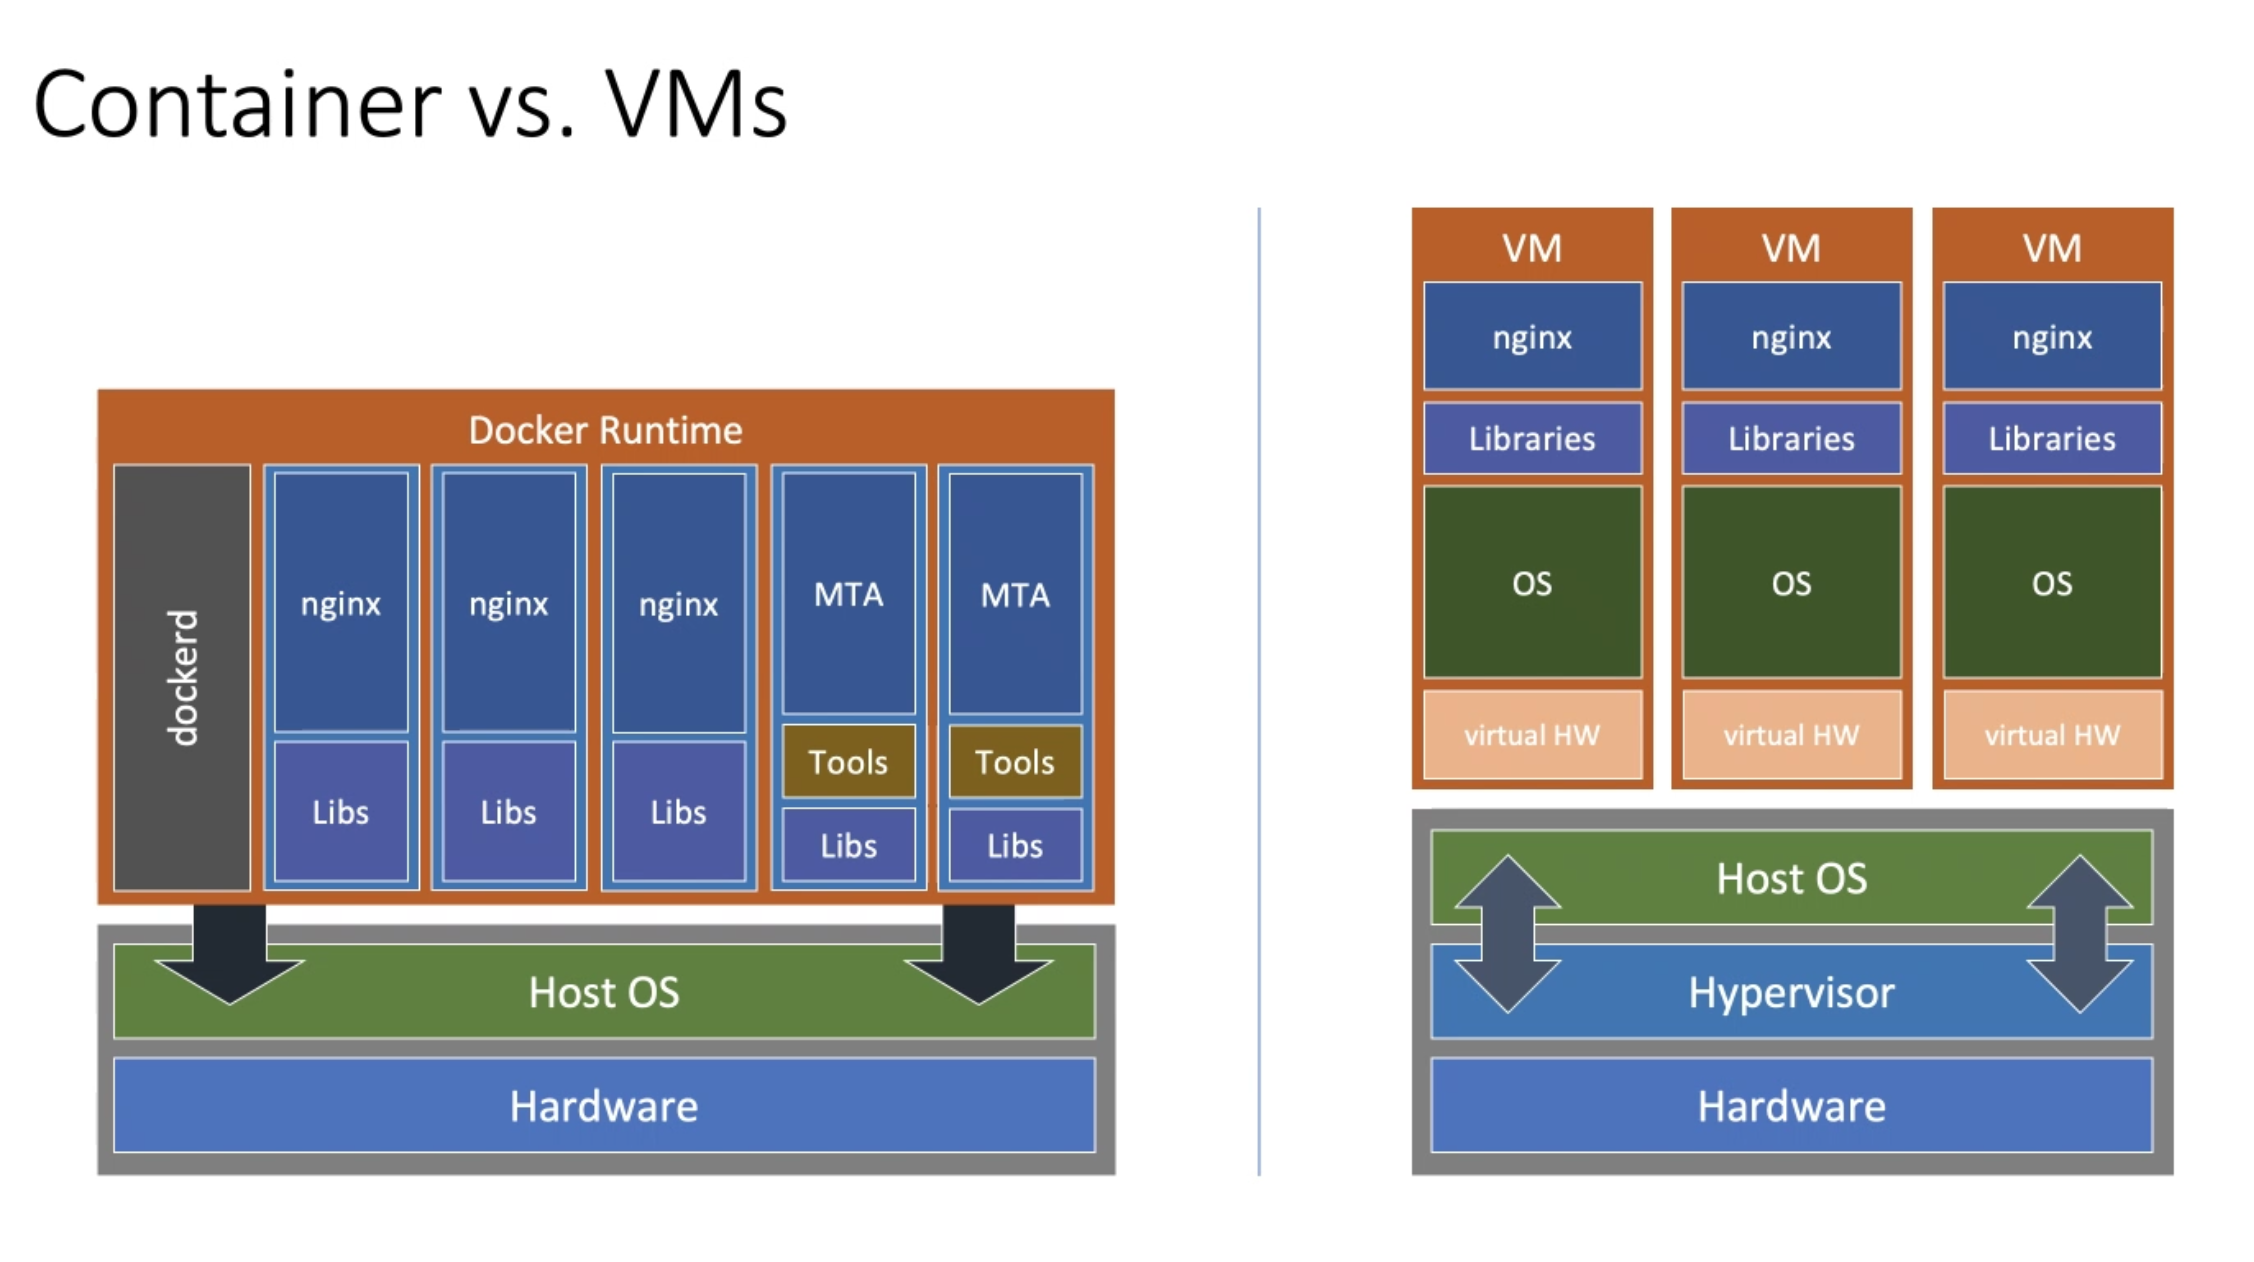 Container vs. VMs
Docker Runtime
dockerd
nginx
Libs
nginx
Libs
nginx
Libs
MTA
Tools
Libs
MTA
Tools
Libs
Host OS
Hardware
VM
nginx
Libraries
OS
virtual HW
VM
nginx
Libraries
OS
virtual HW
VM
nginx
Libraries
OS
virtual HW
Host OS
Hypervisor
Hardware